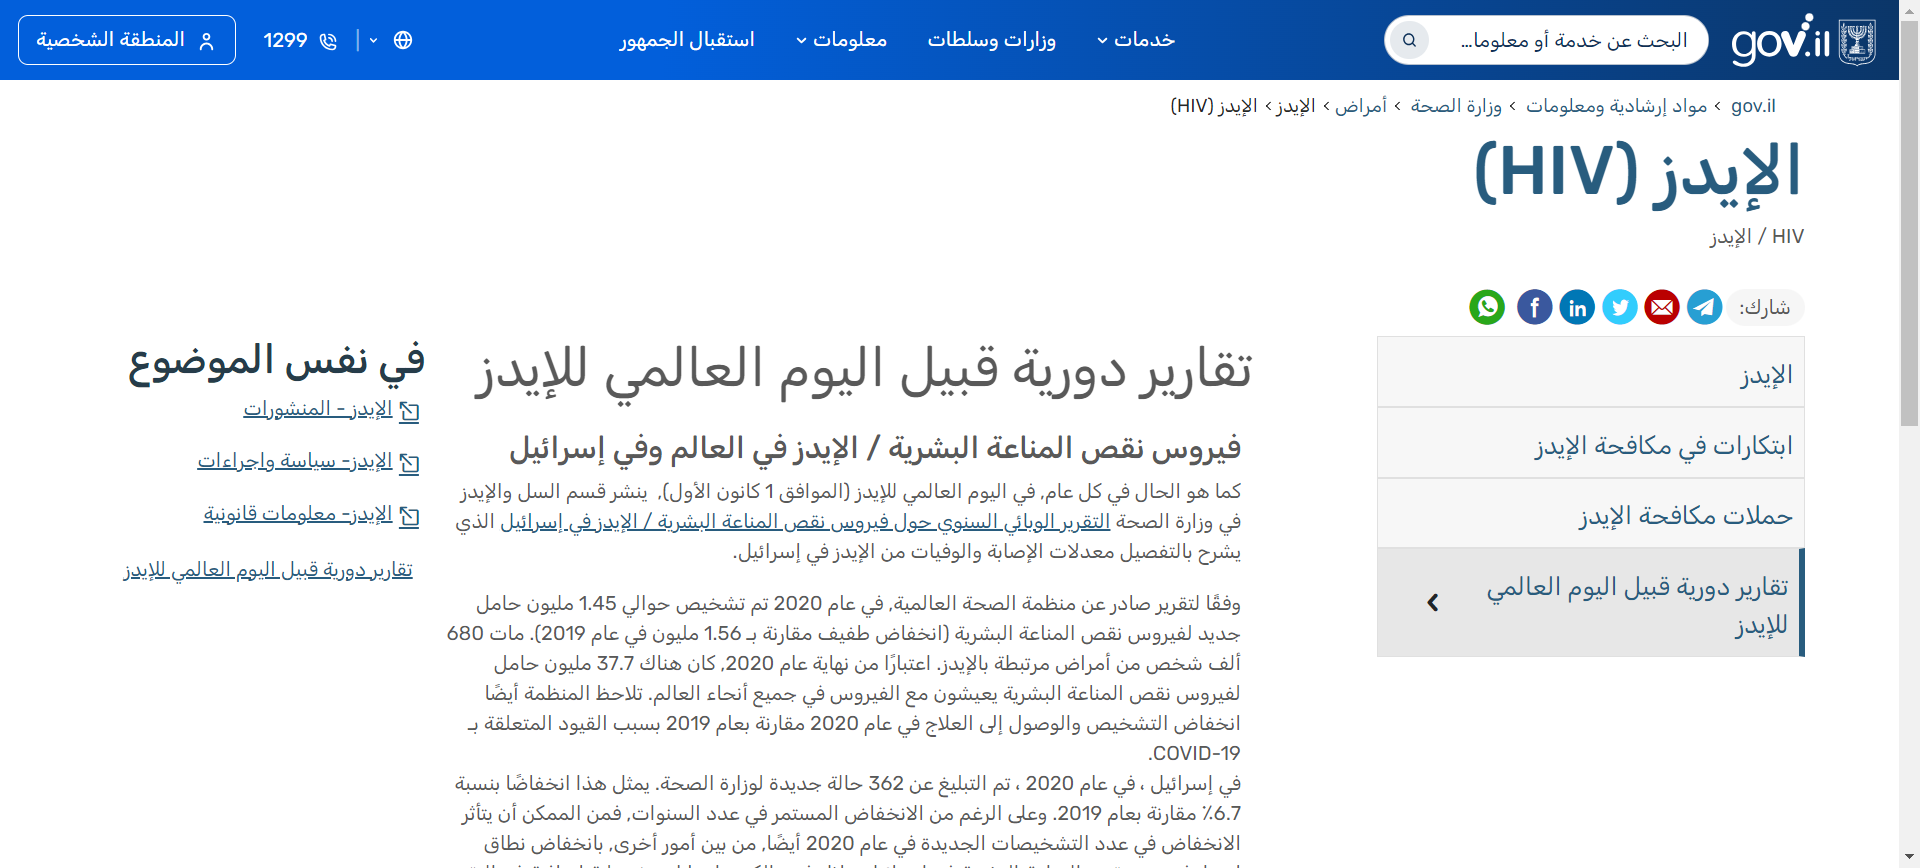 gov.il
البحث عن خدمة أو معلوما...
خدمات
وزارات وسلطات
معلومات
استقبال الجمهور
1299
المنطقة الشخصية
gov.il › مواد إرشادية ومعلومات › وزارة الصحة › أمراض › الإيدز › الإيدز (HIV)
الإيدز (HIV)
HIV / الإيدز
شارك:
الإيدز
ابتكارات في مكافحة الإيدز
حملات مكافحة الإيدز
تقارير دورية قبيل اليوم العالمي
للإيدز
تقارير دورية قبيل اليوم العالمي للإيدز
فيروس نقص المناعة البشرية / الإيدز في العالم وفي إسرائيل
كما هو الحال في كل عام, في اليوم العالمي للإيدز (الموافق 1 كانون الأول)، ينشر قسم السل والإيدز
في وزارة الصحة التقرير الوبائي السنوي حول فيروس نقص المناعة البشرية / الإيدز في إسرائيل الذي
يشرح بالتفصيل معدلات الإصابة والوفيات من الإيدز في إسرائيل.
وفقًا لتقرير صادر عن منظمة الصحة العالمية, في عام 2020 تم تشخيص حوالي 1.45 مليون حامل
جديد لفيروس نقص المناعة البشرية (انخفاض طفيف مقارنة بـ 1.56 مليون في عام 2019). مات 680
ألف شخص من أمراض مرتبطة بالإيدز. اعتبارًا من نهاية عام 2020, كان هناك 37.7 مليون حامل
لفيروس نقص المناعة البشرية يعيشون مع الفيروس في جميع أنحاء العالم. تلاحظ المنظمة أيضًا
انخفاض التشخيص والوصول إلى العلاج في عام 2020 مقارنة بعام 2019 بسبب القيود المتعلقة بـ
COVID-19.
في إسرائيل ، في عام 2020 ، تم التبليغ عن 362 حالة جديدة لوزارة الصحة. يمثل هذا انخفاضًا بنسبة
6.7٪ مقارنة بعام 2019. وعلى الرغم من الانخفاض المستمر في عدد السنوات, فمن الممكن أن يتأثر
الانخفاض في عدد التشخيصات الجديدة في عام 2020 أيضًا, من بين أمور أخرى, بانخفاض نطاق
في نفس الموضوع
الإيدز - المنشورات
الإيدز- سياسة واجراءات
الإيدز- معلومات قانونية
تقارير دورية قبيل اليوم العالمي للإيدز